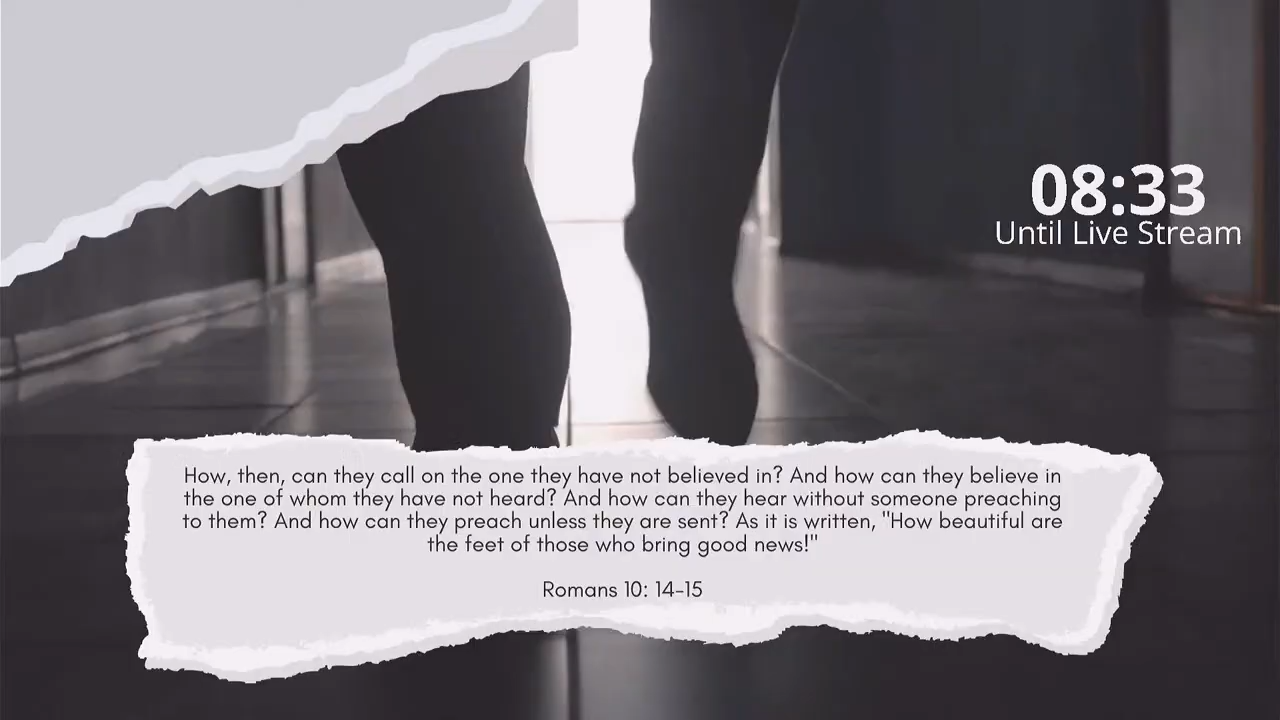 08:33
Until Live Stream
How, then, can they call on the one they have not believed in? And how can they believe in
the one of whom they have not heard? And how can they hear without someone preaching
to them? And how can they preach unless they are sent? As it is written, "How beautiful are
the feet of those who bring good news!"
Romans 10: 14-15